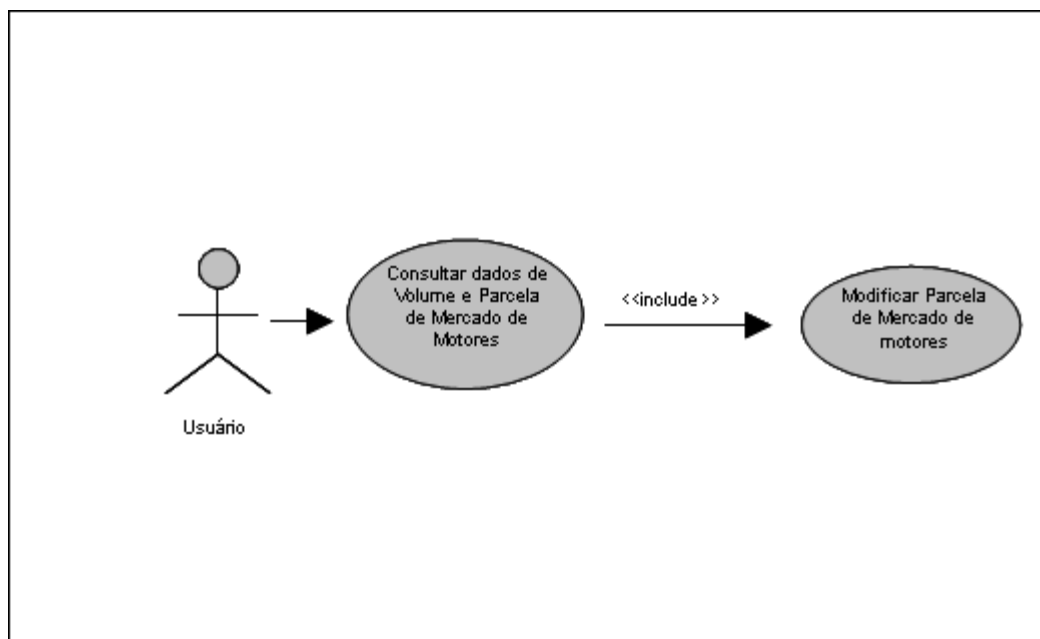 Consultar dados de
Volume e Parcela
de Mercado de
Motores
<<include>>
Modificar Parcela
de Mercado de
motores
Usuário